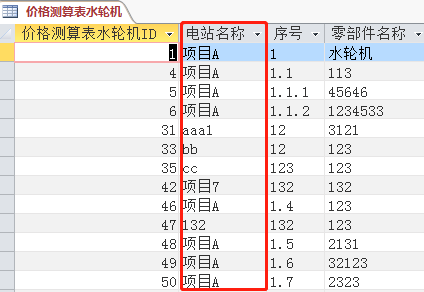 价格测算表水轮机
价格测算表水轮机ID 电站名称 序号 零部件名称
1 项目A 1 水轮机
4 项目A 1.1 113
5 项目A 1.1.1 45646
6 项目A 1.1.2 1234533
31 aaa1 12 3121
33 bb 12 123
35 cc 123 123
42 项目7 132 132
46 项目A 1.4 123
47 132 132 123
48 项目A 1.5 2131
49 项目A 1.6 32123
50 项目A 1.7 2323